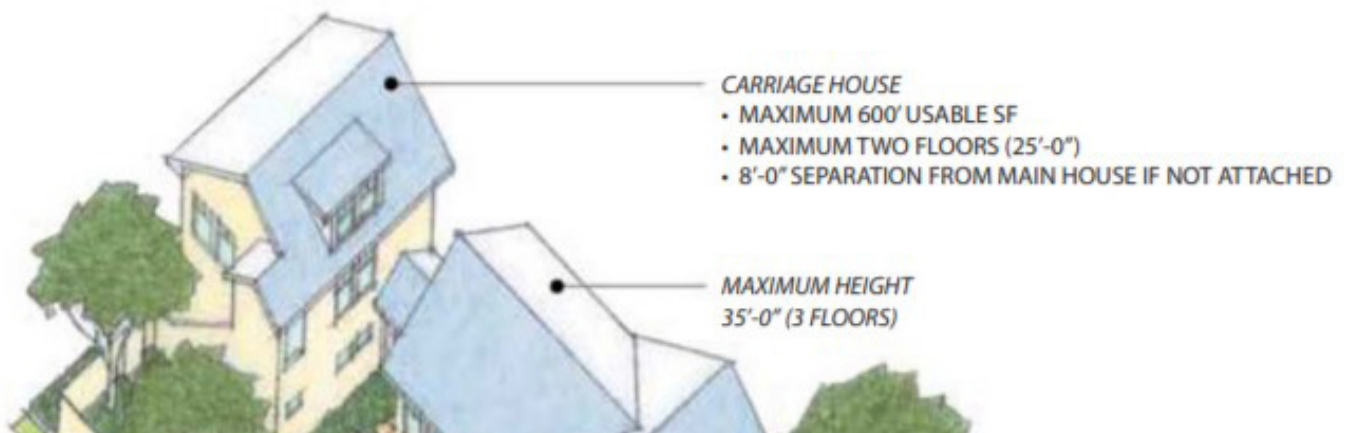 CARRIAGE HOUSE
• MAXIMUM 600' USABLE SF
• MAXIMUM TWO FLOORS (25'-0")
• 8'-0" SEPARATION FROM MAIN HOUSE IF NOT ATTACHED
MAXIMUM HEIGHT
35'-0" (3 FLOORS)